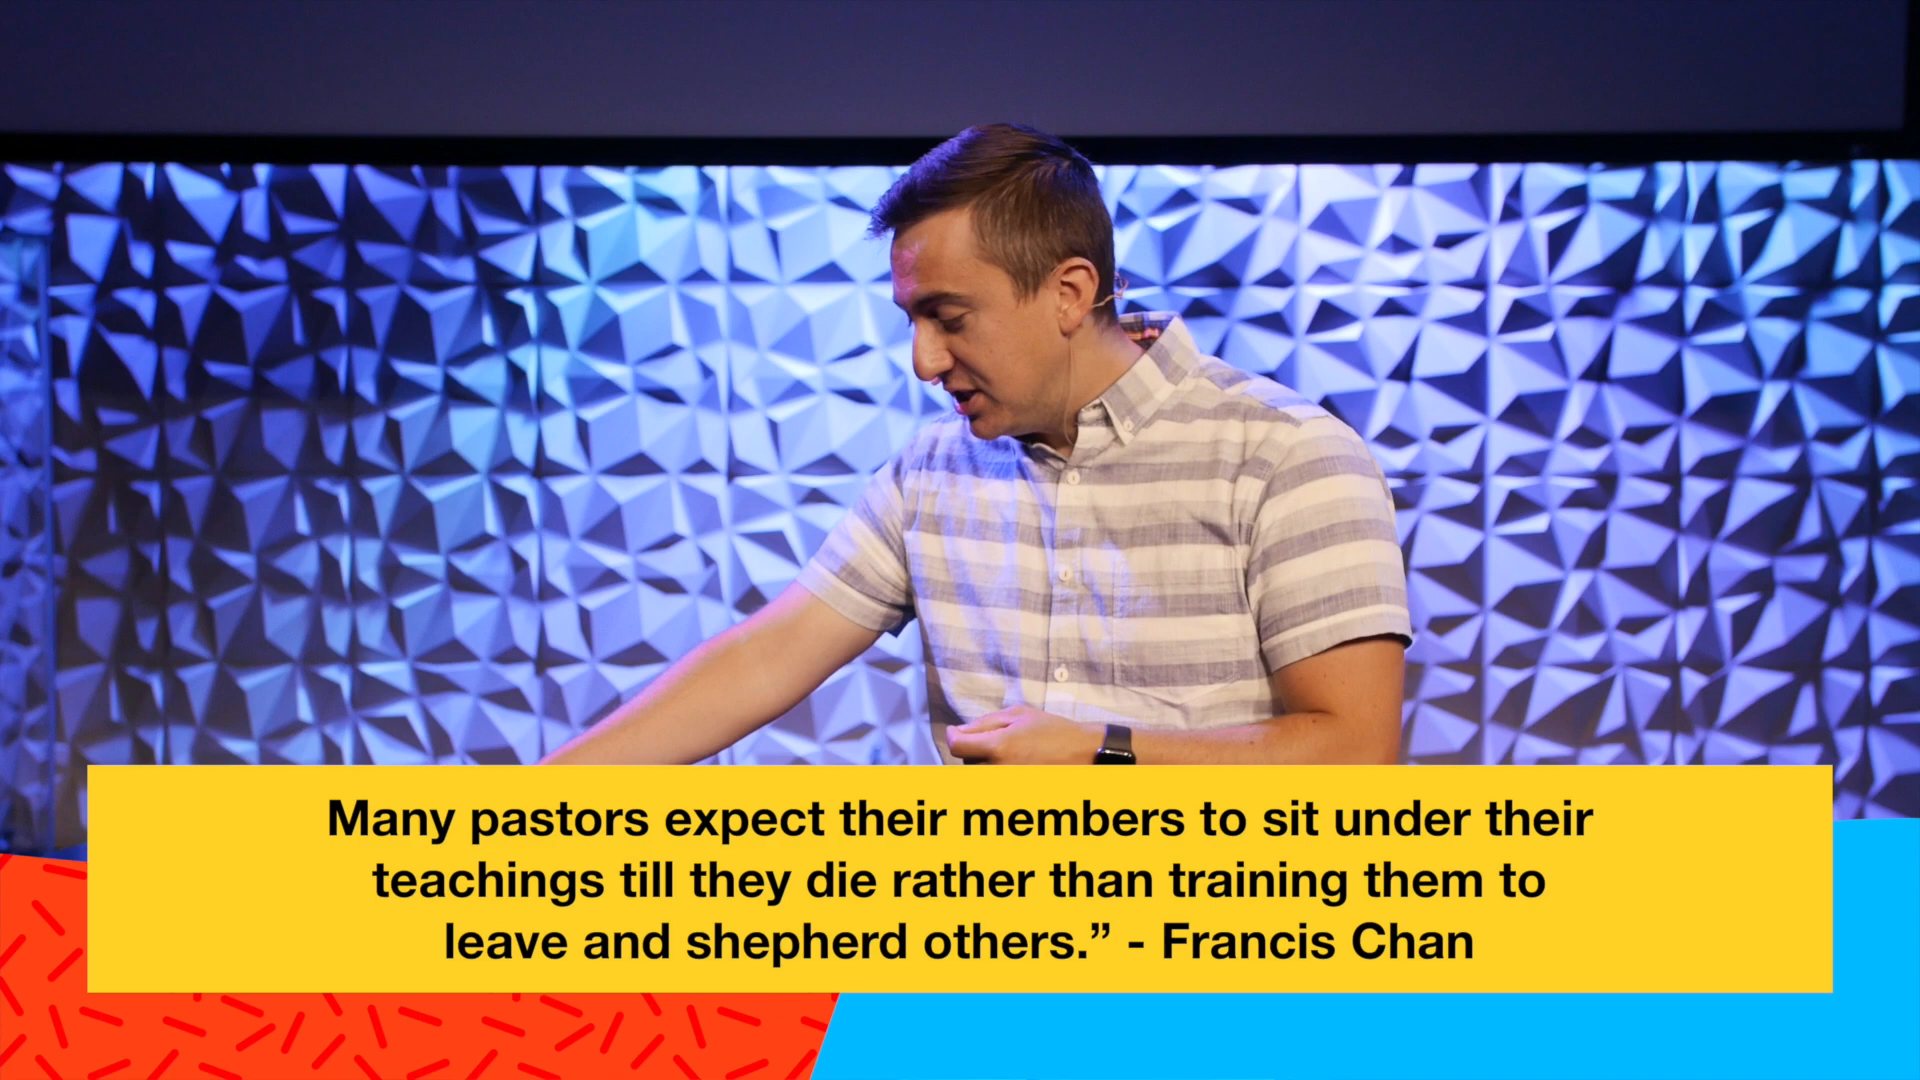 Many pastors expect their members to sit under their
teachings till they die rather than training them to
leave and shepherd others.” - Francis Chan